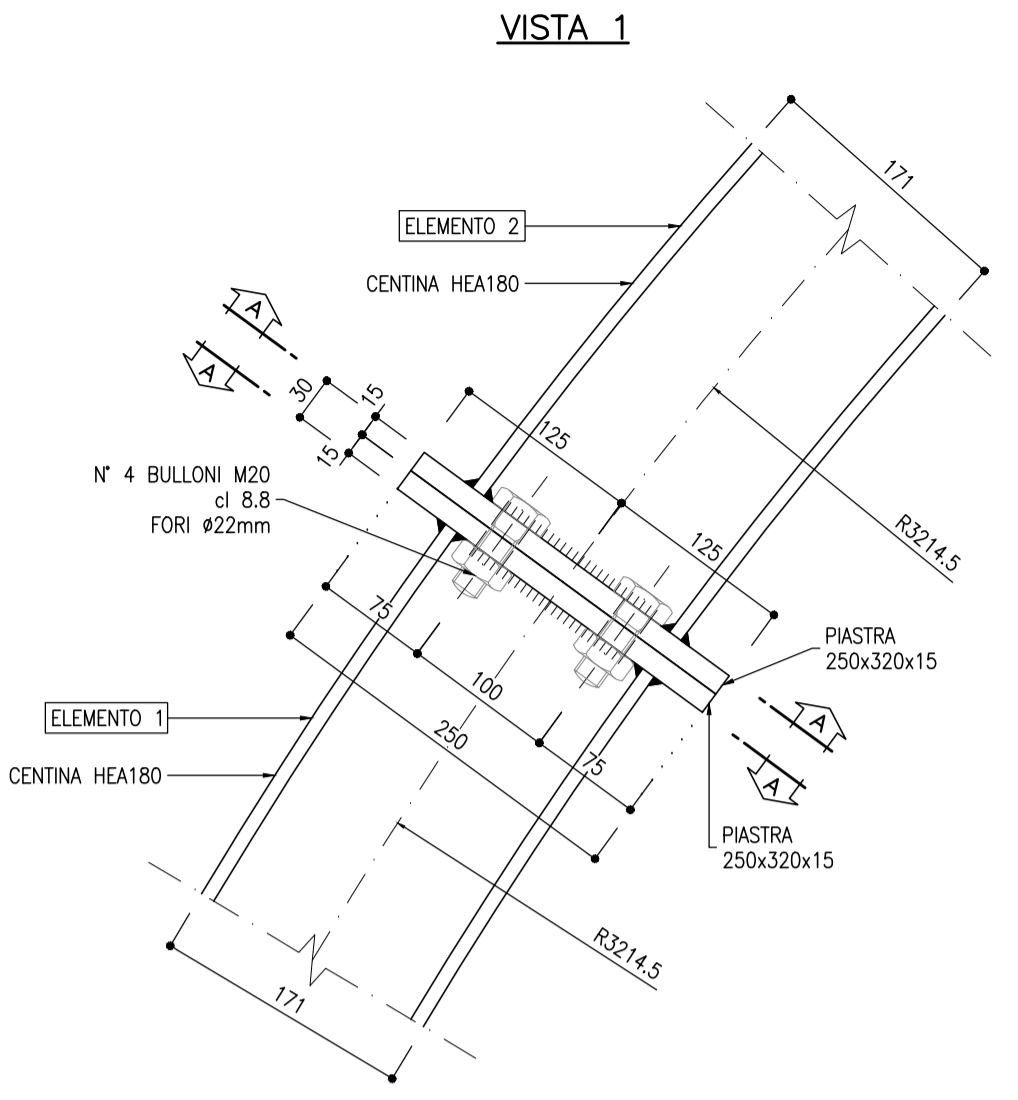 VISTA 1
171
ELEMENTO 2
CENTINA HEA180
A
A
30
15
15
125
N° 4 BULLONI M20
cl 8.8
FORI ø22mm
R3214.5
125
75
PIASTRA
250x320x15
100
ELEMENTO 1
250
A
75
CENTINA HEA180
A
PIASTRA
250x320x15
R3214.5
171